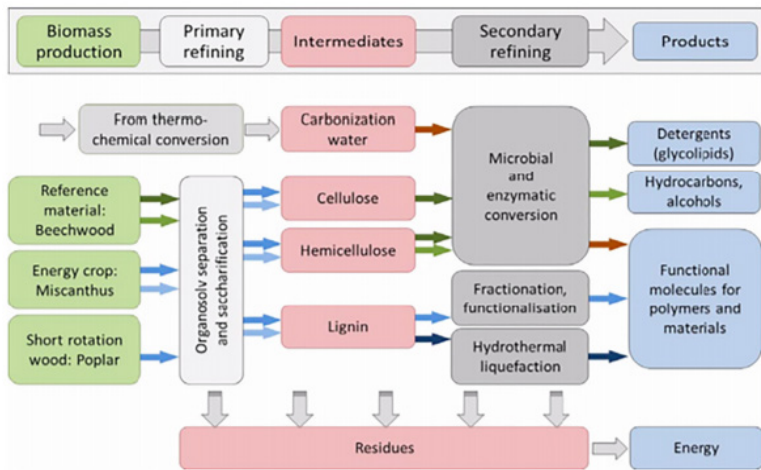 Biomass
production
Primary
refining
Intermediates
Secondary
refining
Products
From thermo-
chemical conversion
Carbonization
water
Microbial
and
enzymatic
conversion
Detergents
(glycolipids)
Hydrocarbons,
alcohols
Reference
material:
Beechwood
Organosolv separation
and saccharification
Cellulose
Hemicellulose
Energy crop:
Miscanthus
Functional
molecules for
polymers and
materials
Fractionation,
functionalisation
Lignin
Short rotation
wood: Poplar
Hydrothermal
liquefaction
Residues
Energy